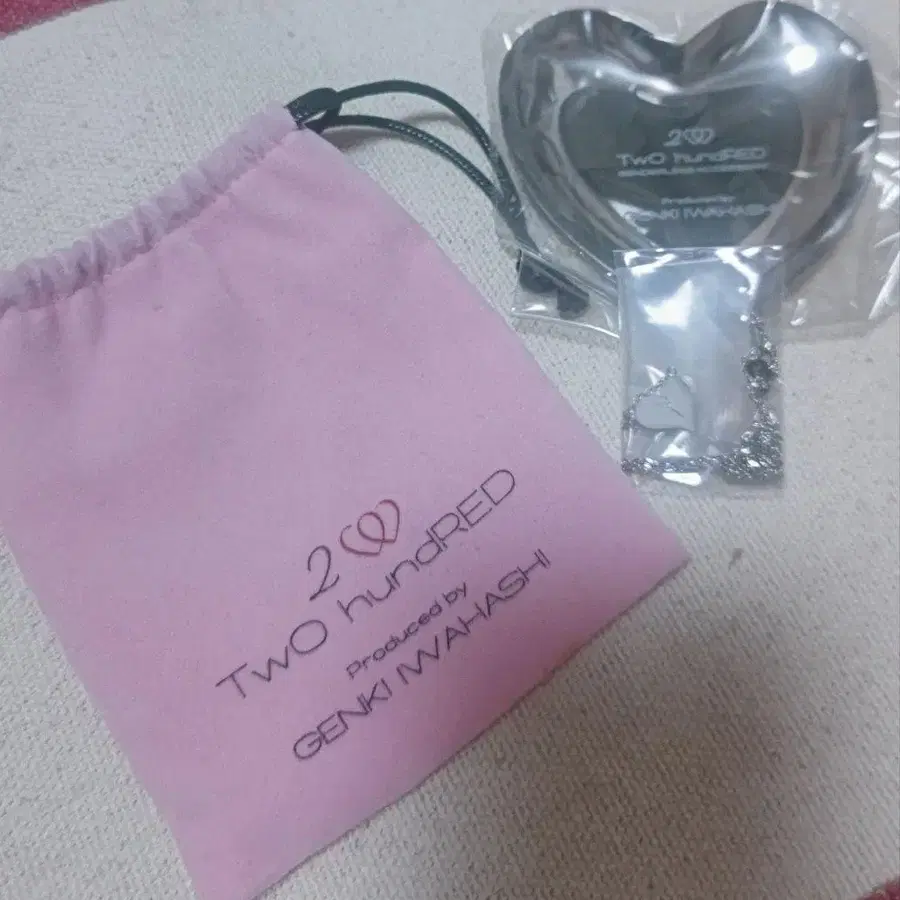 2
TwO hundRED
Produced by
GENKI IWAHASHI
2
TwO hundRED
Produced by
GENKI IWAHASHI